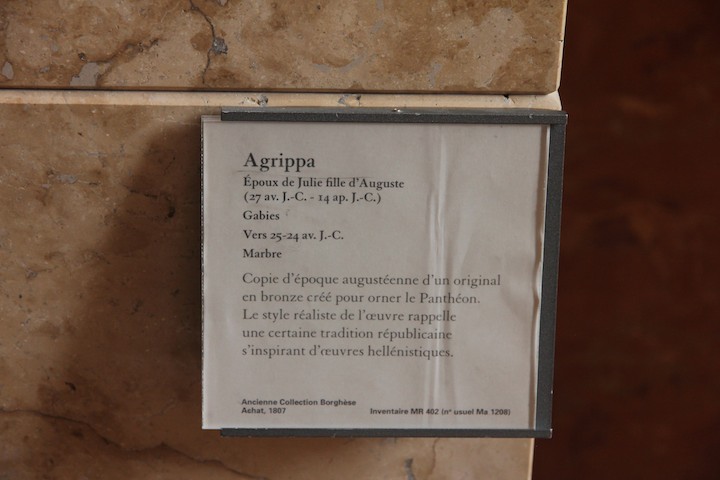 Agrippa
Époux de Julie fille d'Auguste
(27 av. J.-C. - 14 ap. J.-C.)
Gabies
Vers 25-24 av. J.-C.
Marbre
Copie d'époque augustéenne d'un original
en bronze créé pour orner le Panthéon.
Le style réaliste de l'œuvre rappelle
une certaine tradition républicaine
s'inspirant d'œuvres hellénistiques.
Ancienne Collection Borghèse
Achat, 1807
Inventaire MR 402 (n° usuel Ma 1208)